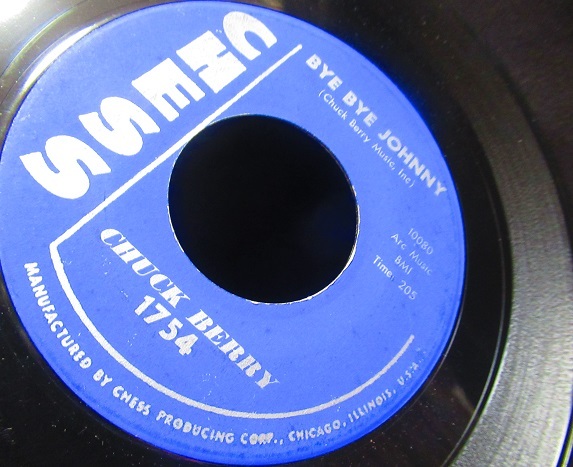 CHESS
BYE BYE JOHNNY
(Chuck Berry Music, Inc)
10080
Arc Music
BMI
Time 205
CHUCK BERRY
1754
MANUFACTURED BY CHESS PRODUCING CORP., CHICAGO, ILLINOIS, U.S.A.